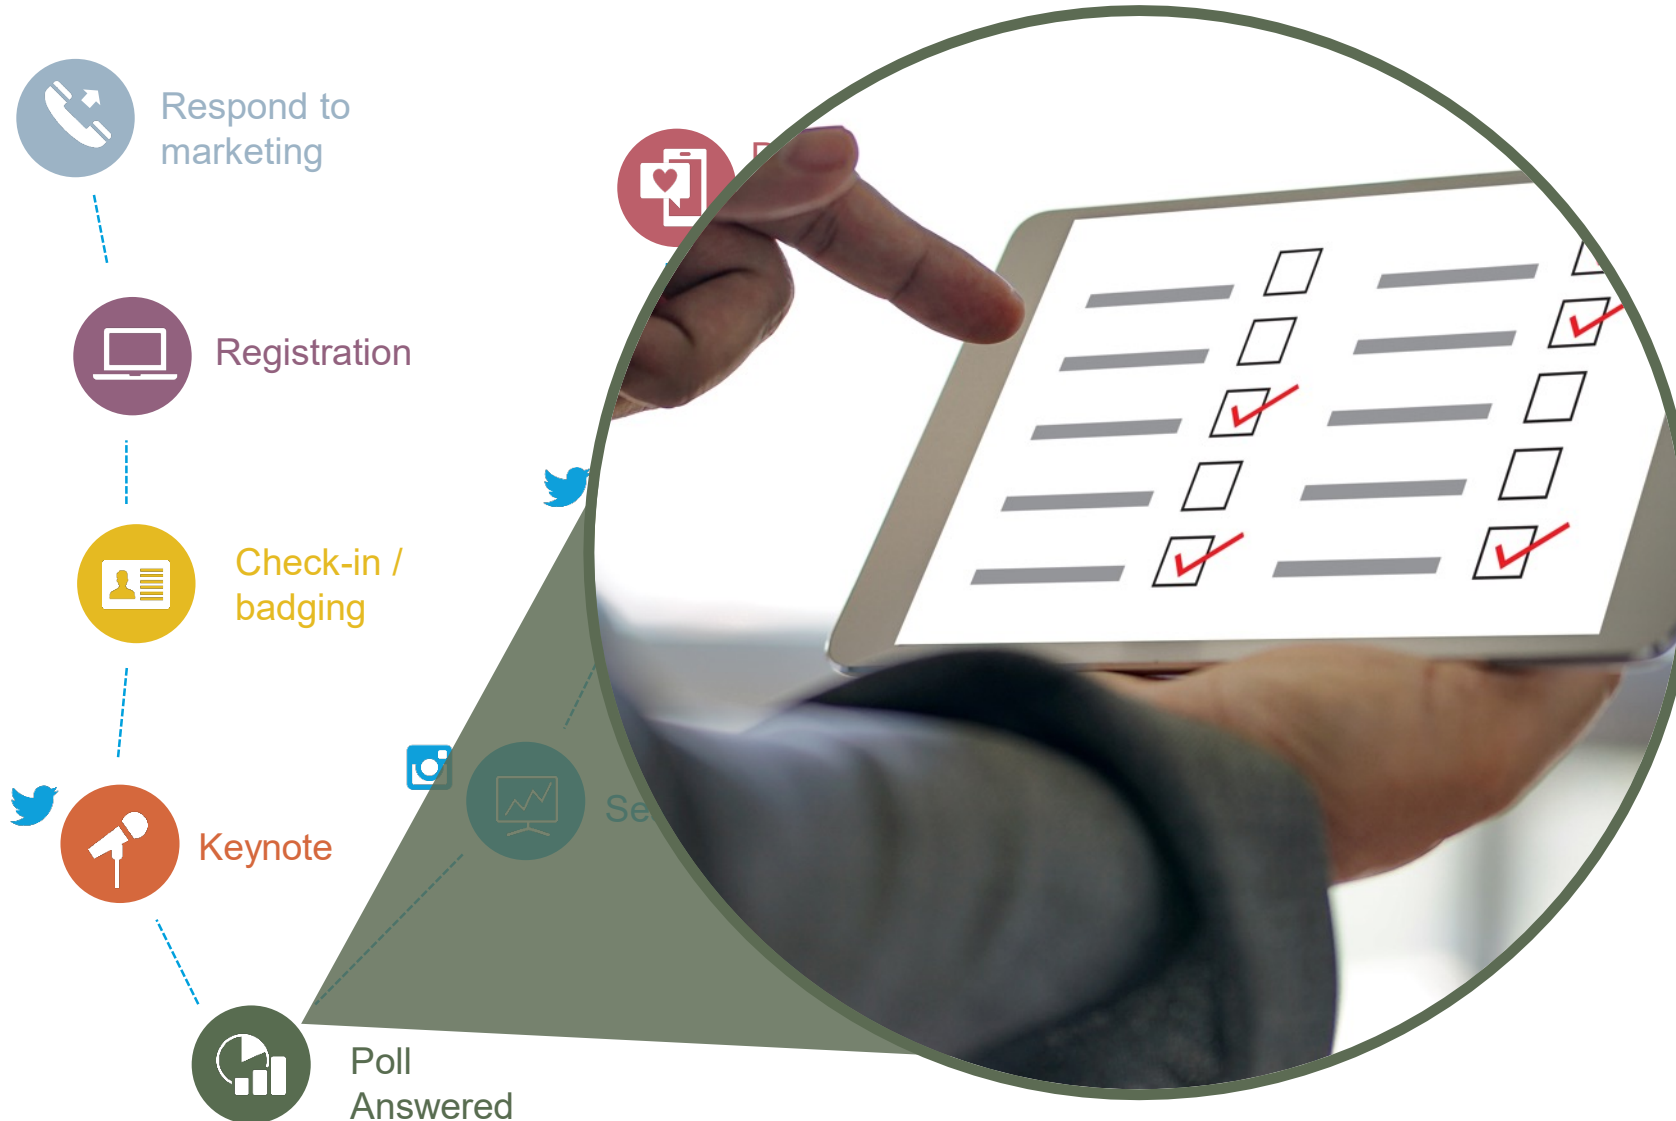 Respond to
marketing
Registration
Check-in /
badging
Keynote
Poll
Answered